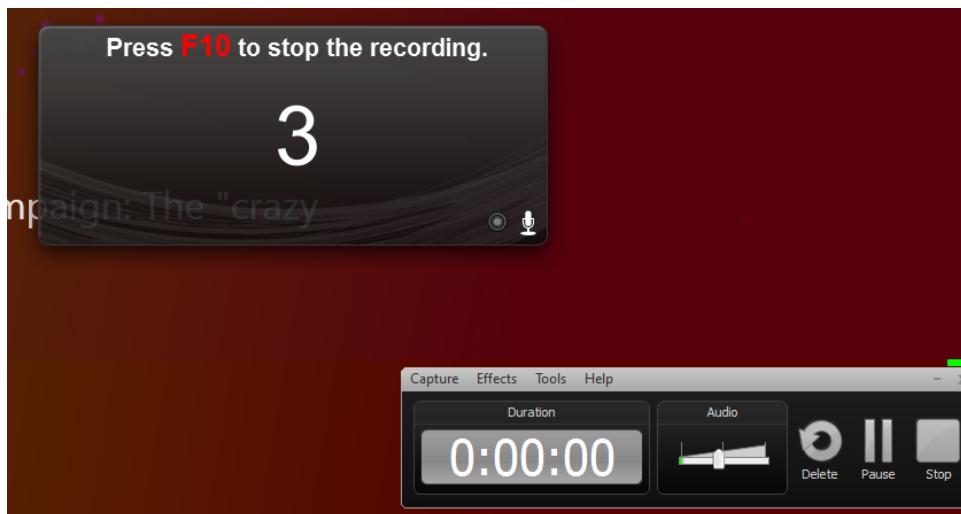 Press F10 to stop the recording.
3
mpaign: The "crazy
Capture Effects Tools Help
Duration
Audio
0:00:00
Delete Pause Stop